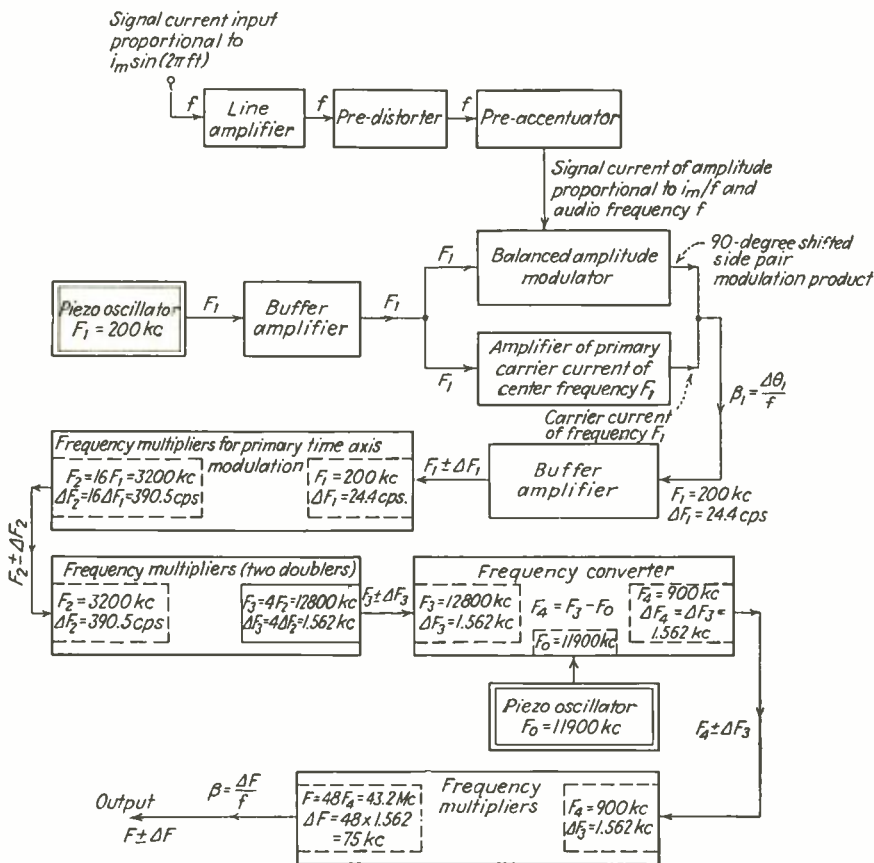 Signal current input
proportional to
i_m sin(2πft)
f
Line
amplifier
f
Pre-distorter
f
Pre-accentuator
Signal current of amplitude
proportional to i_m/f and
audio frequency f
F₁
Balanced amplitude
modulator
90-degree shifted
side pair
modulation product
Piezo oscillator
F₁ = 200 kc
F₁
Buffer
amplifier
F₁
F₁
Amplifier of primary
carrier current of
center frequency F₁
Carrier current
of frequency F₁
β₁ = Δθ₁/f
Frequency multipliers for primary time axis
modulation
F₂ = 16 F₁ = 3200 kc
ΔF₂ = 16 ΔF₁ = 390.5 cps
F₁ = 200 kc
ΔF₁ = 24.4 cps.
F₁ ± ΔF₁
Buffer
amplifier
F₁ = 200 kc
ΔF₁ = 24.4 cps
F₂ ± ΔF₂
Frequency multipliers (two doublers)
F₂ = 3200 kc
ΔF₂ = 390.5 cps
F₃ = 4F₂ = 12800 kc
ΔF₃ = 4ΔF₂ = 1.562 kc
F₃ ± ΔF₃
Frequency converter
F₃ = 12800 kc
ΔF₃ = 1.562 kc
F₄ = F₃ − F₀
F₀ = 11900 kc
F₄ = 900 kc
ΔF₄ = ΔF₃ =
1.562 kc
Piezo oscillator
F₀ = 11900 kc
F₄ ± ΔF₃
Output
F ± ΔF
β = ΔF/f
F = 48F₄ = 43.2 Mc
ΔF = 48 x 1.562
= 75 kc
Frequency
multipliers
F₄ = 900 kc
ΔF₃ = 1.562 kc